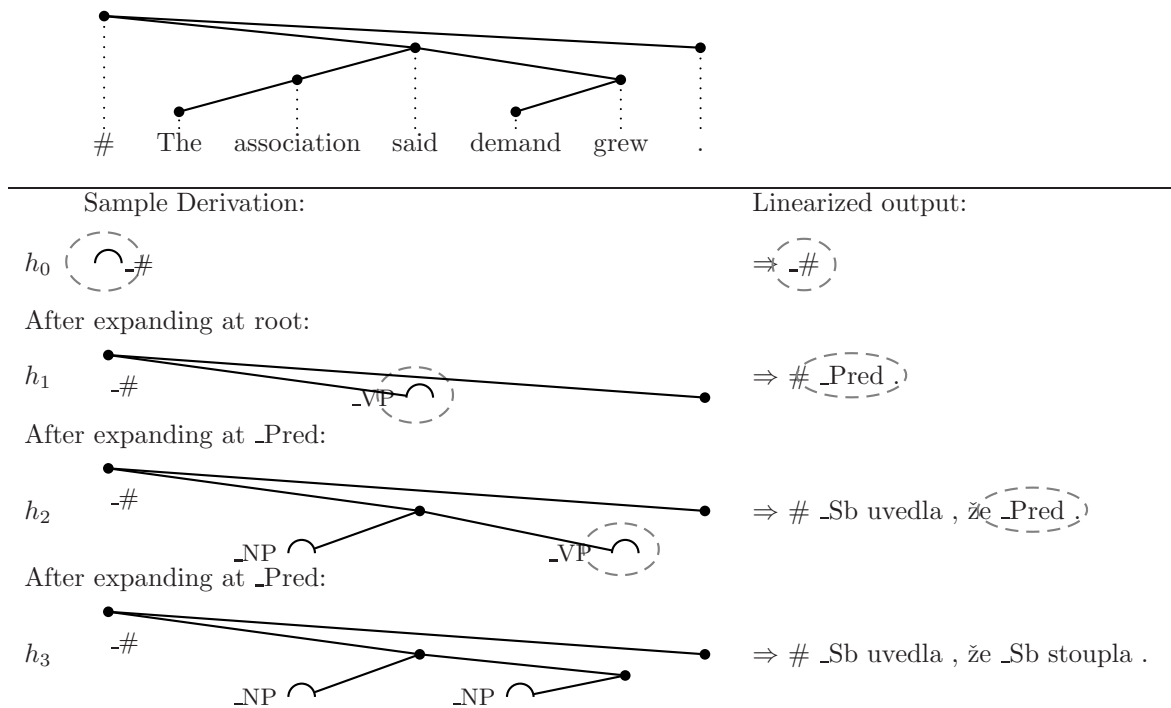 # The association said demand grew .
Sample Derivation: Linearized output:
h0 _# ⇒ _#
After expanding at root:
h1 _# _VP ⇒ # _Pred .
After expanding at _Pred:
h2 _# _NP _VP ⇒ # _Sb uvedla , že _Pred .
After expanding at _Pred:
h3 _# _NP _NP ⇒ # _Sb uvedla , že _Sb stoupla .